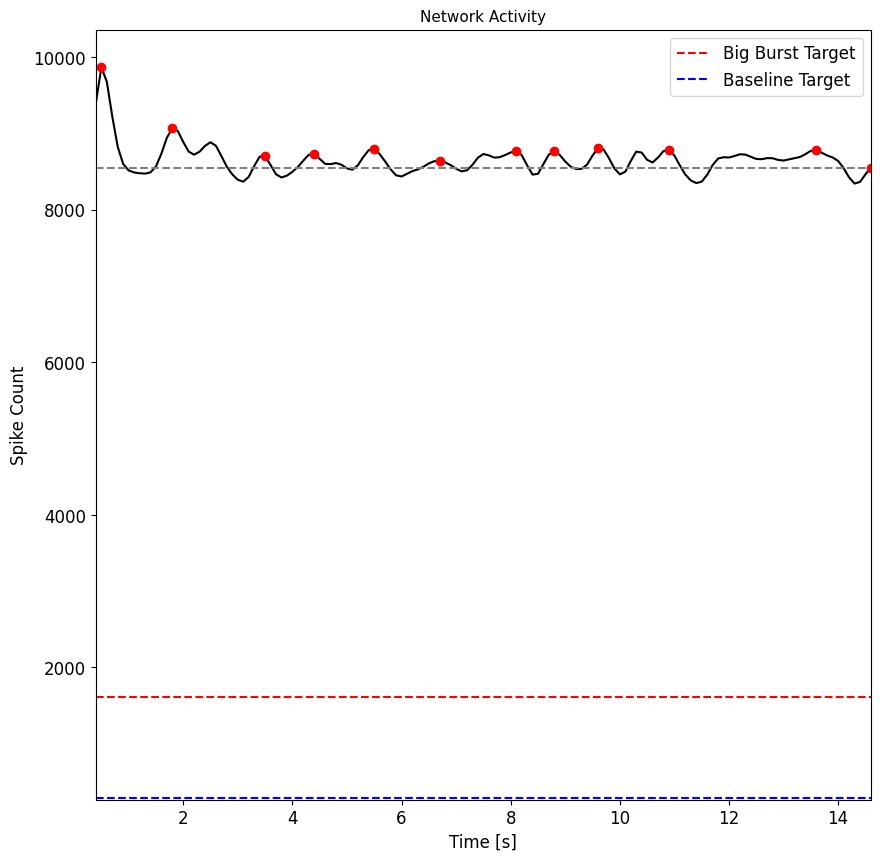 Network Activity
Big Burst Target
Baseline Target
10000
8000
6000
4000
2000
Spike Count
2 4 6 8 10 12 14
Time [s]